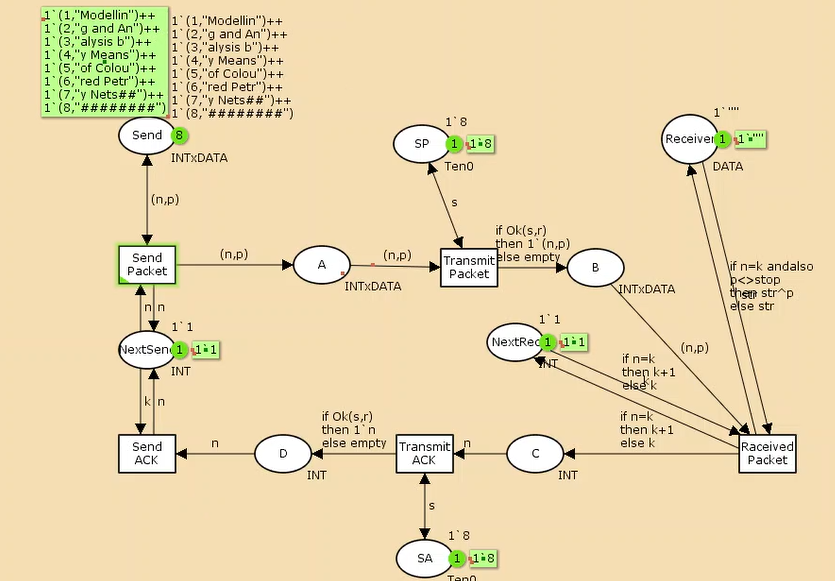 1`(1,"Modellin")++
1`(2,"g and An")++
1`(3,"alysis b")++
1`(4,"y Means")++
1`(5,"of Colou")++
1`(6,"red Petr")++
1`(7,"y Nets##")++
1`(8,"########")
1`(1,"Modellin")++
1`(2,"g and An")++
1`(3,"alysis b")++
1`(4,"y Means")++
1`(5,"of Colou")++
1`(6,"red Petr")++
1`(7,"y Nets##")++
1`(8,"########")
Send
8
INTxDATA
1`8
SP
1
1`8
Ten0
1`""
Receiver
1
1`""
DATA
(n,p)
s
if Ok(s,r)
then 1`(n,p)
else empty
Send
Packet
(n,p)
A
(n,p)
INTxDATA
Transmit
Packet
B
INTxDATA
if n=k andalso
p<>stop
then str^p
else str
str
n
n
1`1
NextSend
1
1`1
INT
1`1
NextRec
1
1`1
INT
(n,p)
if n=k
then k+1
else k
k
k
n
if Ok(s,r)
then 1`n
else empty
if n=k
then k+1
else k
Send
ACK
n
D
INT
Transmit
ACK
n
C
INT
Raceived
Packet
s
1`8
SA
1
1`8
Ten0